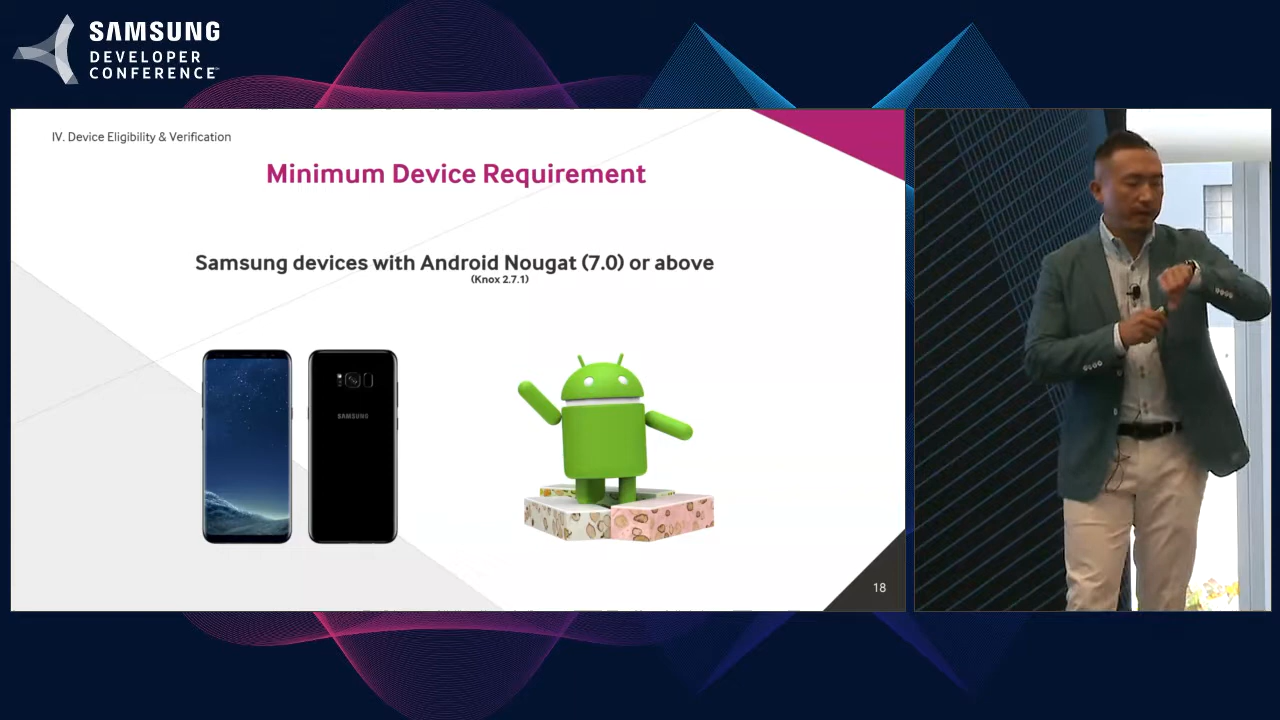 SAMSUNG
DEVELOPER
CONFERENCE
IV. Device Eligibility & Verification
Minimum Device Requirement
Samsung devices with Android Nougat (7.0) or above
(Knox 2.7.1)
SAMSUNG
18